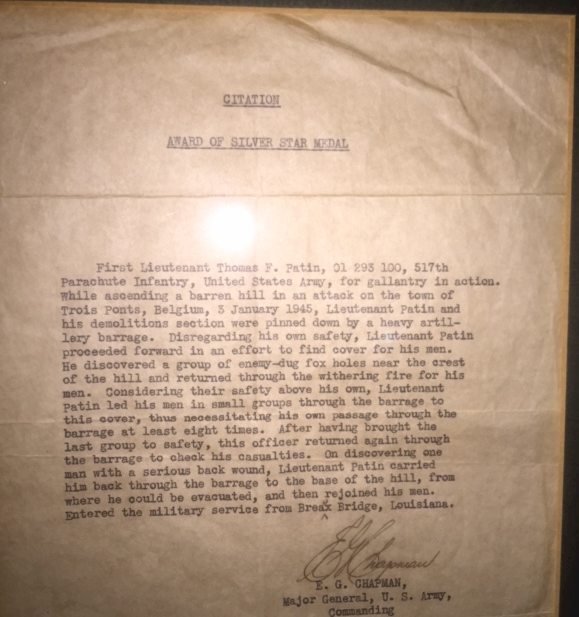 CITATION
AWARD OF SILVER STAR MEDAL
First Lieutenant Thomas F. Patin, O1 293 100, 517th
Parachute Infantry, United States Army, for gallantry in action.
While ascending a barren hill in an attack on the town of
Trois Ponts, Belgium, 3 January 1945, Lieutenant Patin and
his demolitions section were pinned down by a heavy artil-
lery barrage. Disregarding his own safety, Lieutenant Patin
proceeded forward in an effort to find cover for his men.
He discovered a group of enemy-dug fox holes near the crest
of the hill and returned through the withering fire for his
men. Considering their safety above his own, Lieutenant
Patin led his men in small groups through the barrage to
this cover, thus necessitating his own passage through the
barrage at least eight times. After having brought the
last group to safety, this officer returned again through
the barrage to check his casualties. On discovering one
man with a serious back wound, Lieutenant Patin carried
him back through the barrage to the base of the hill, from
where he could be evacuated, and then rejoined his men.
Entered the military service from Breax Bridge, Louisiana.
E G Chapman
E. G. CHAPMAN,
Major General, U. S. Army,
Commanding